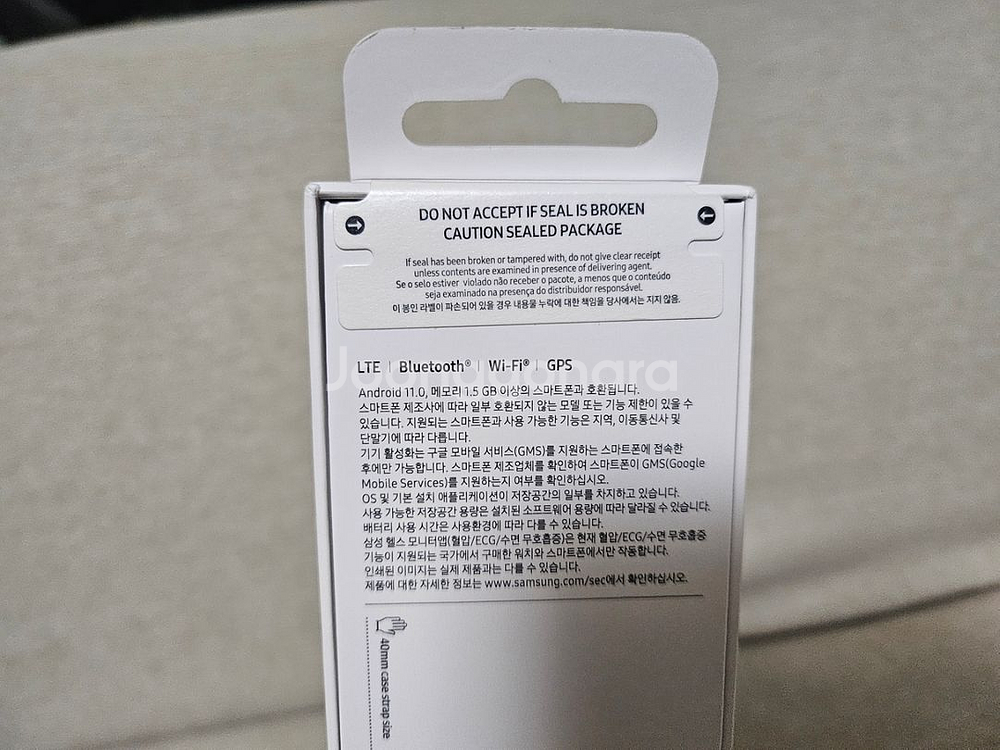 DO NOT ACCEPT IF SEAL IS BROKEN
CAUTION SEALED PACKAGE
If seal has been broken or tampered with, do not give clear receipt
unless contents are examined in presence of delivering agent.
Se o selo estiver violado não receber o pacote, a menos que o conteúdo
seja examinado na presença do distribuidor responsável.
이 봉인 라벨이 파손되어 있을 경우 내용물 누락에 대한 책임을 당사에서는 지지 않음.
Joonggonara
LTE | Bluetooth® | Wi-Fi® | GPS
Android 11.0, 메모리 1.5 GB 이상의 스마트폰과 호환됩니다.
스마트폰 제조사에 따라 일부 호환되지 않는 모델 또는 기능 제한이 있을 수
있습니다. 지원되는 스마트폰과 사용 가능한 기능은 지역, 이동통신사 및
단말기에 따라 다릅니다.
기기 활성화는 구글 모바일 서비스(GMS)를 지원하는 스마트폰에 접속한
후에만 가능합니다. 스마트폰 제조업체를 확인하여 스마트폰이 GMS(Google
Mobile Services)를 지원하는지 여부를 확인하십시오.
OS 및 기본 설치 애플리케이션이 저장공간의 일부를 차지하고 있습니다.
사용 가능한 저장공간 용량은 설치된 소프트웨어 용량에 따라 달라질 수 있습니다.
배터리 사용 시간은 사용환경에 따라 다를 수 있습니다.
삼성 헬스 모니터앱(혈압/ECG/수면 무호흡증)은 현재 혈압/ECG/수면 무호흡증
기능이 지원되는 국가에서 구매한 워치와 스마트폰에서만 작동합니다.
인쇄된 이미지는 실제 제품과는 다를 수 있습니다.
제품에 대한 자세한 정보는 www.samsung.com/sec에서 확인하십시오.
40mm case strap size